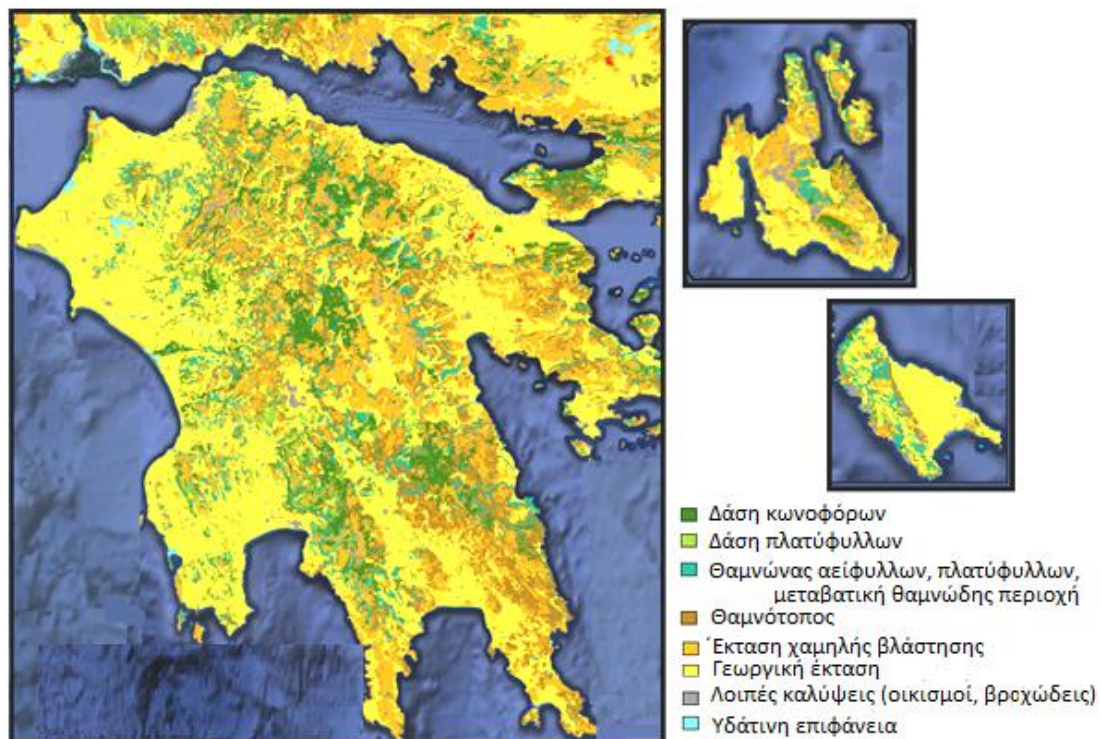 Δάση κωνοφόρων
Δάση πλατύφυλλων
Θαμνώνας αείφυλλων, πλατύφυλλων,
μεταβατική θαμνώδης περιοχή
Θαμνότοπος
Έκταση χαμηλής βλάστησης
Γεωργική έκταση
Λοιπές καλύψεις (οικισμοί, βροχώδεις)
Υδάτινη επιφάνεια